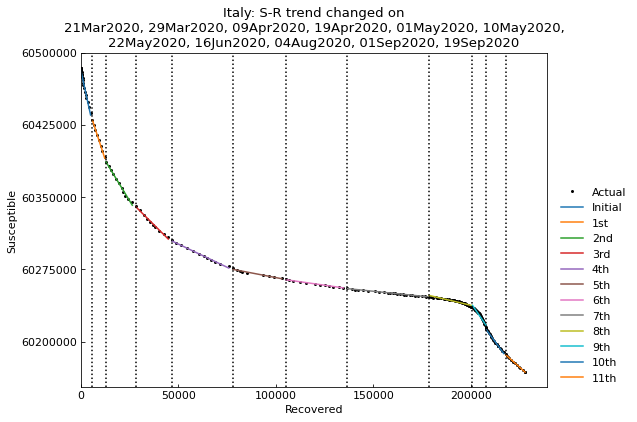 Italy: S-R trend changed on
21Mar2020, 29Mar2020, 09Apr2020, 19Apr2020, 01May2020, 10May2020,
22May2020, 16Jun2020, 04Aug2020, 01Sep2020, 19Sep2020
60500000
60425000
60350000
60275000
60200000
Susceptible
0
50000
100000
150000
200000
Recovered
Actual
Initial
1st
2nd
3rd
4th
5th
6th
7th
8th
9th
10th
11th